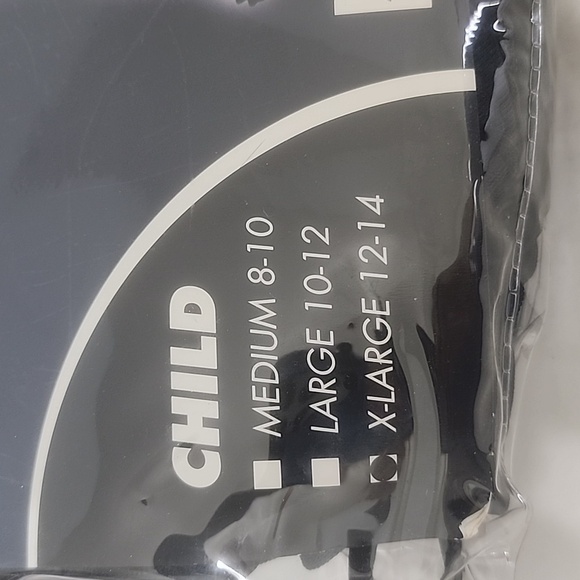 CHILD
MEDIUM 8-10
LARGE 10-12
X-LARGE 12-14